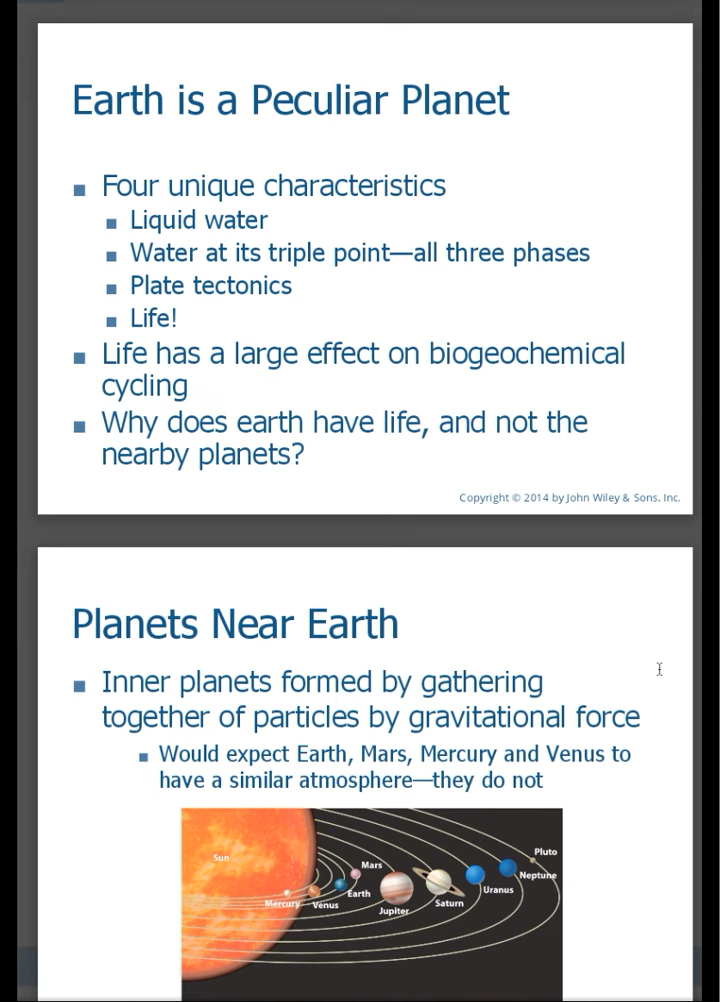 Earth is a Peculiar Planet
■ Four unique characteristics
■ Liquid water
■ Water at its triple point—all three phases
■ Plate tectonics
■ Life!
■ Life has a large effect on biogeochemical
cycling
■ Why does earth have life, and not the
nearby planets?
Copyright © 2014 by John Wiley & Sons, Inc.
Planets Near Earth
■ Inner planets formed by gathering
together of particles by gravitational force
■ Would expect Earth, Mars, Mercury and Venus to
have a similar atmosphere—they do not
Sun
Mercury
Venus
Earth
Mars
Jupiter
Saturn
Uranus
Neptune
Pluto